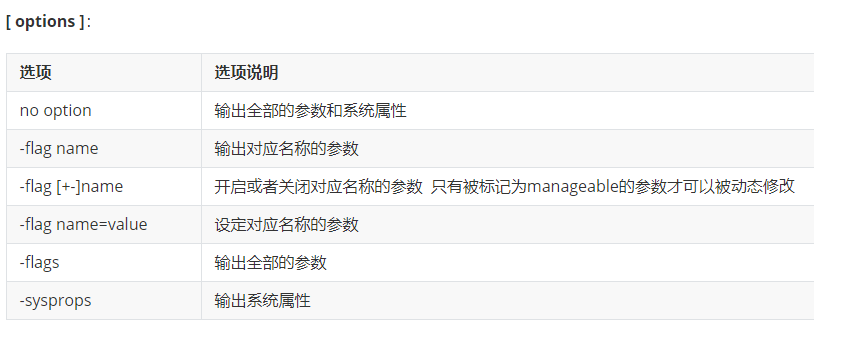 [ options ]:
选项 选项说明
no option 输出全部的参数和系统属性
-flag name 输出对应名称的参数
-flag [+-]name 开启或者关闭对应名称的参数 只有被标记为manageable的参数才可以被动态修改
-flag name=value 设定对应名称的参数
-flags 输出全部的参数
-sysprops 输出系统属性